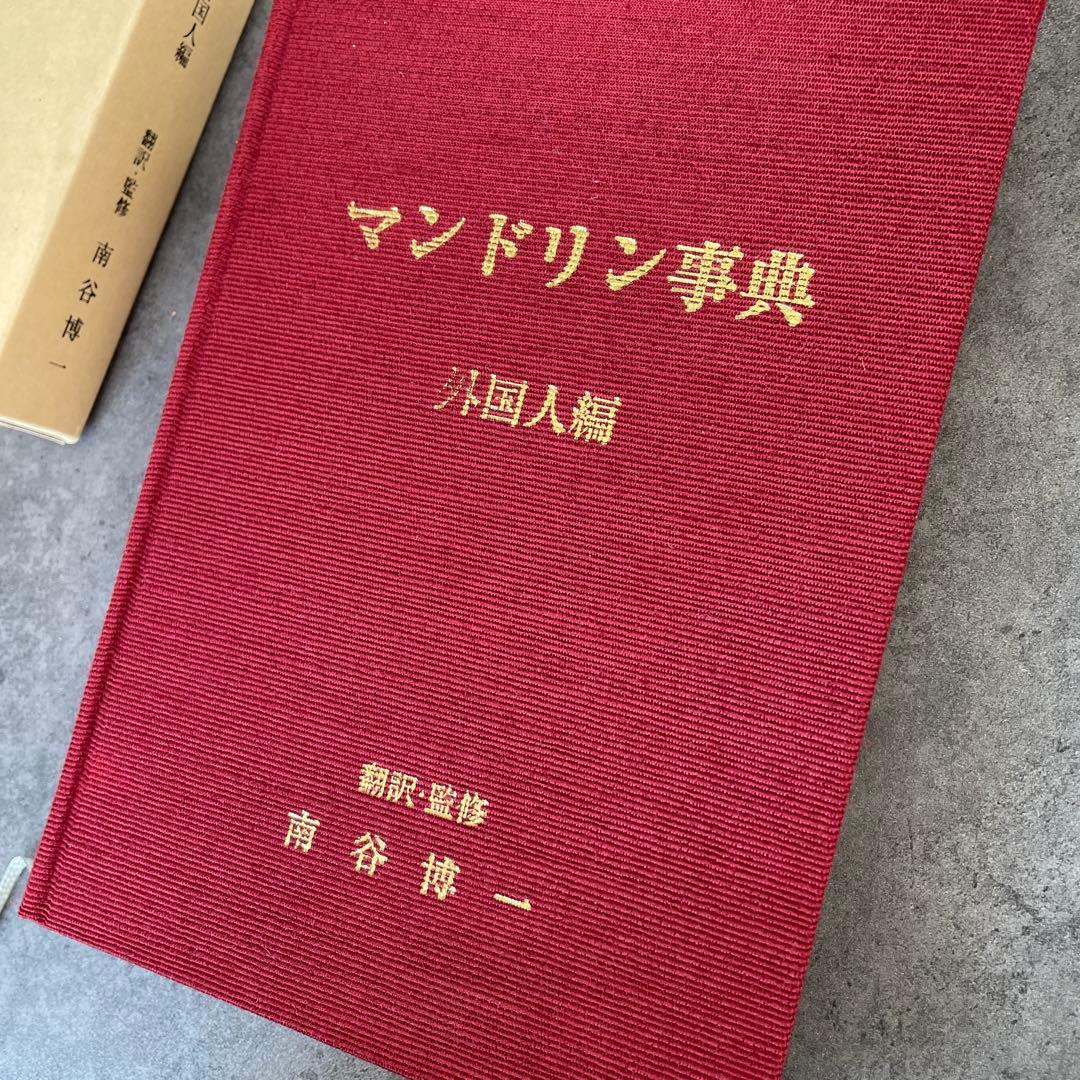 マンドリン事典
外国人編
翻訳・監修
南谷博一
国人編 翻訳・監修 南谷博一